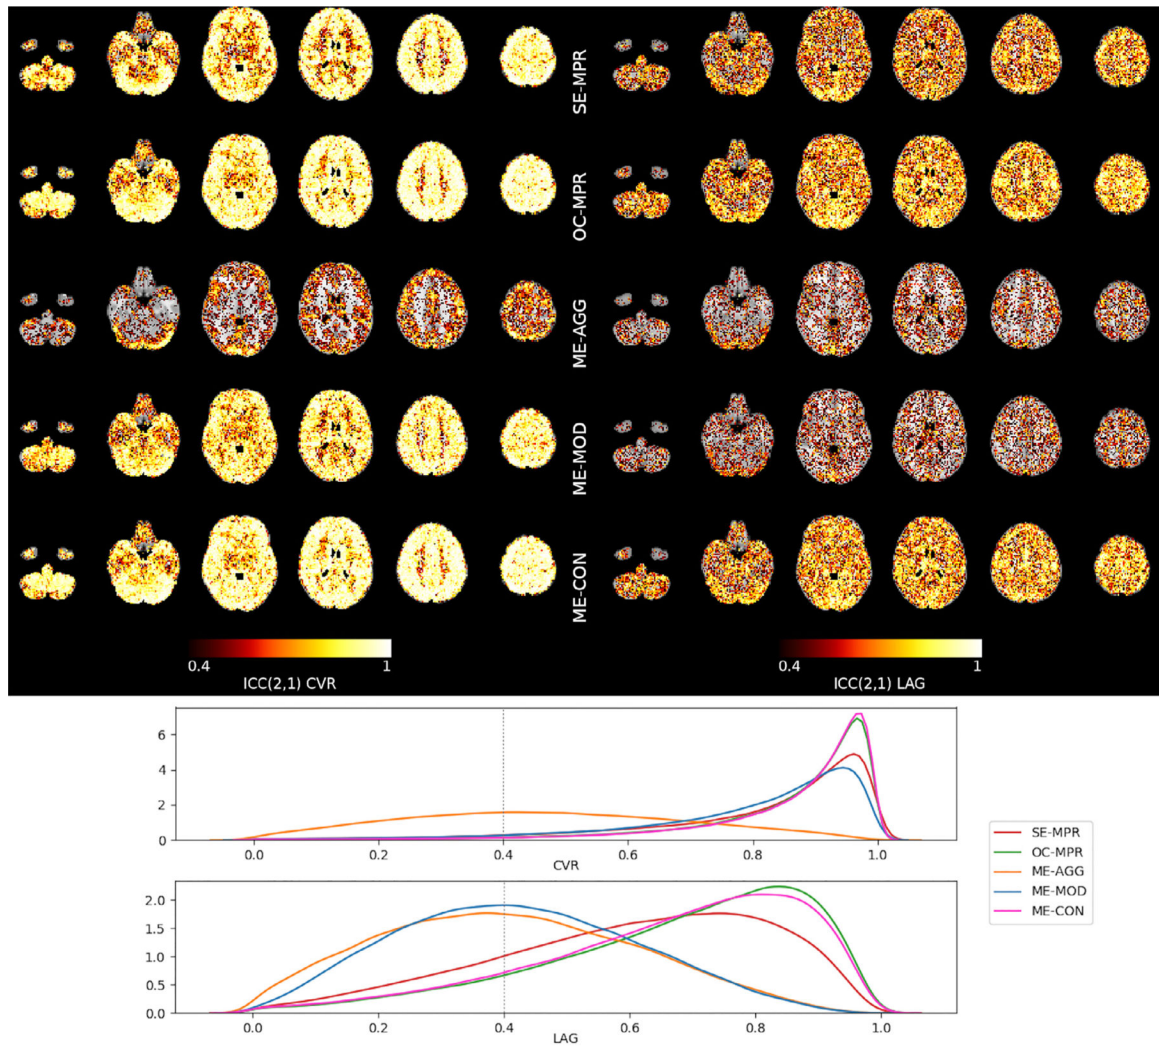 SE-MPR
OC-MPR
ME-AGG
ME-MOD
ME-CON
0.4 1
ICC(2,1) CVR
0.4 1
ICC(2,1) LAG
6
4
2
0
0.0 0.2 0.4 0.6 0.8 1.0
CVR
2.0
1.5
1.0
0.5
0.0
0.0 0.2 0.4 0.6 0.8 1.0
LAG
SE-MPR
OC-MPR
ME-AGG
ME-MOD
ME-CON